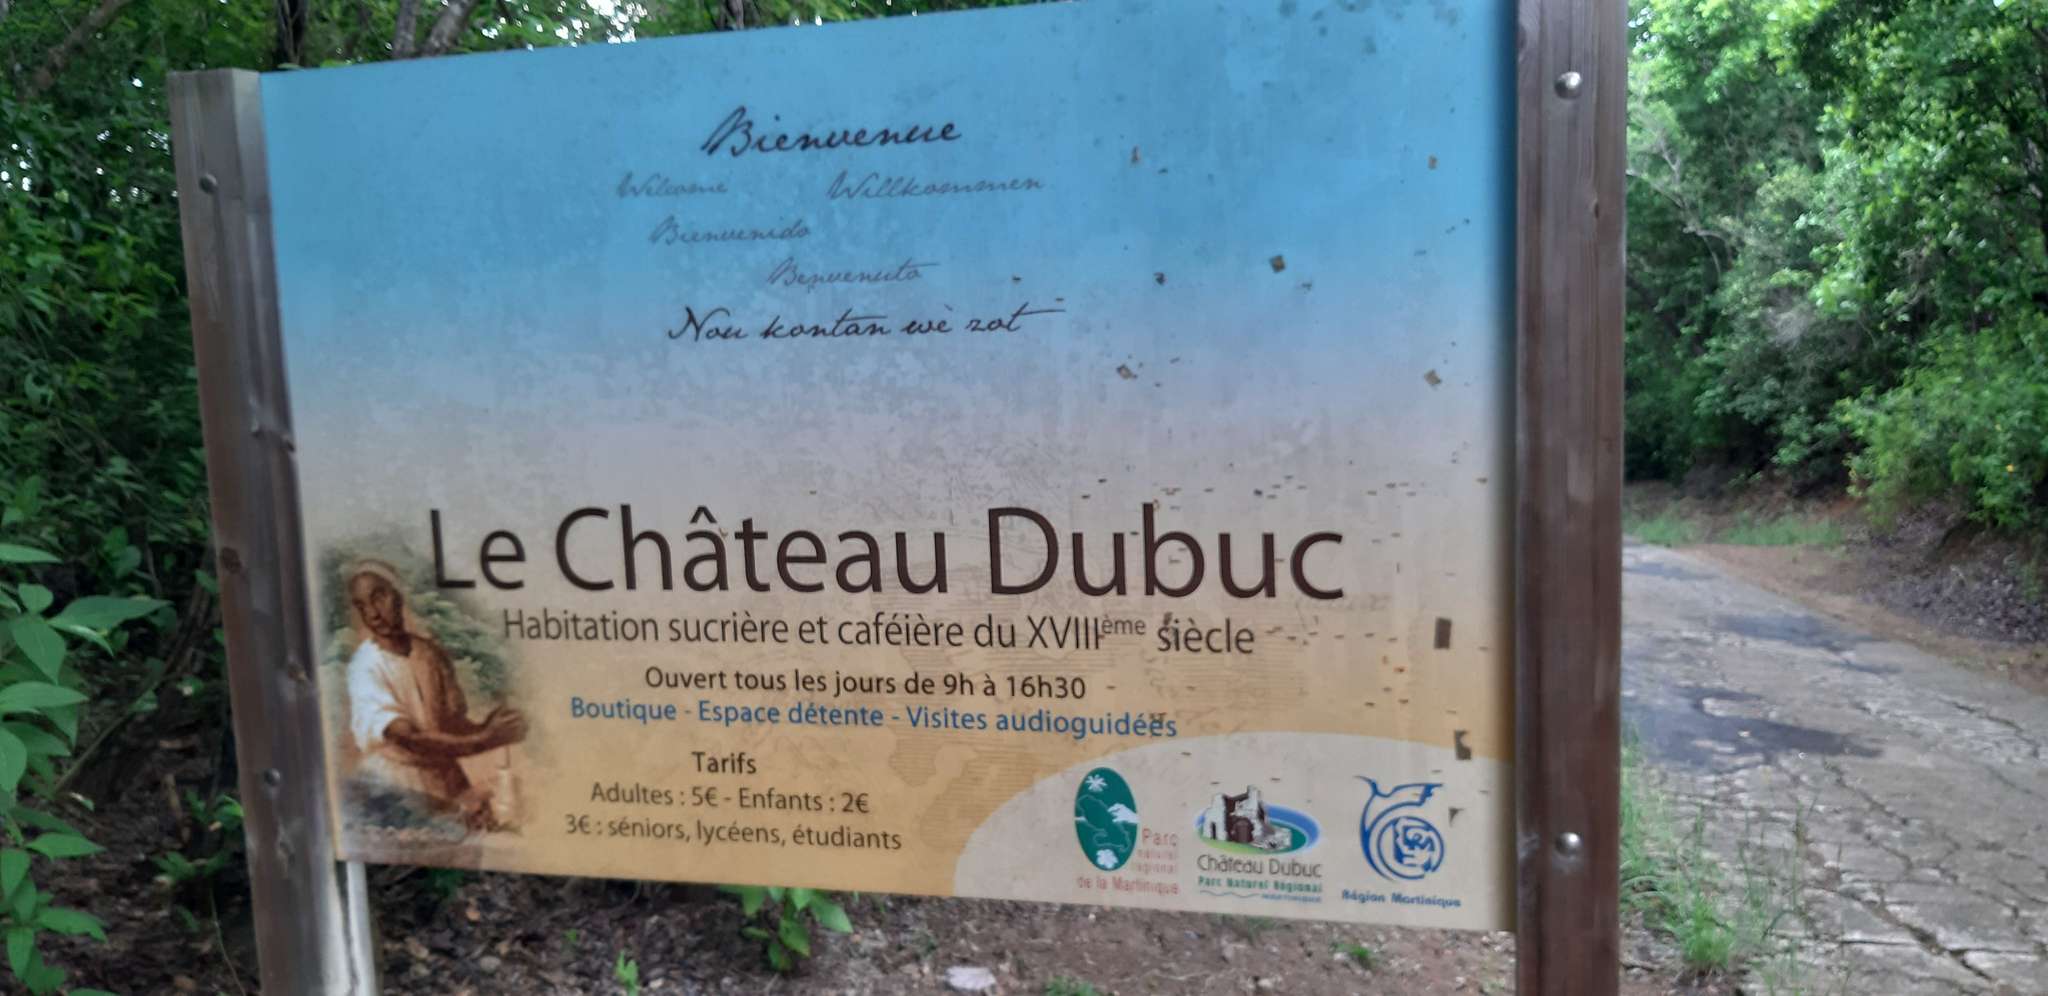 Bienvenue
Welcome Willkommen
Bienvenido
Benvenuto
Nou kontan wè zot
Le Château Dubuc
Habitation sucrière et caféière du XVIIIème siècle
Ouvert tous les jours de 9h à 16h30
Boutique - Espace détente - Visites audioguidées
Tarifs
Adultes : 5€ - Enfants : 2€
3€ : séniors, lycéens, étudiants
Parc
naturel
régional
de la Martinique
Château Dubuc
Parc Naturel Régional
MARTINIQUE
Région Martinique